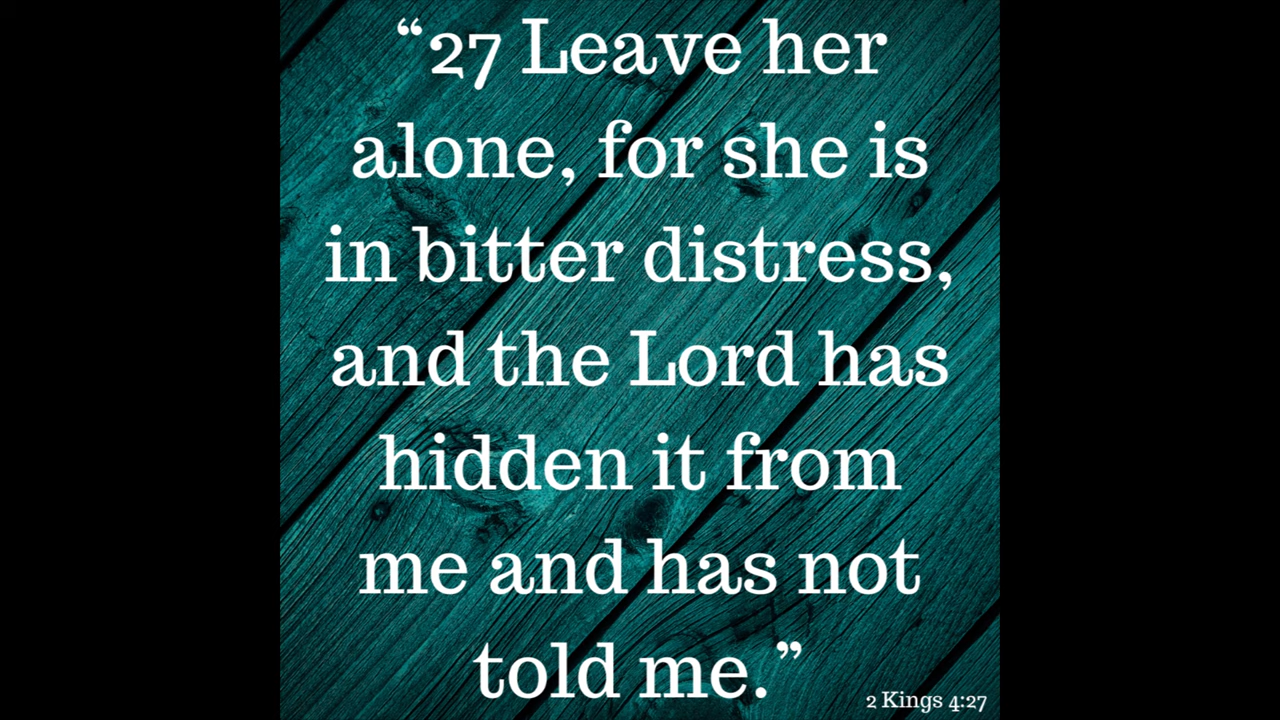 “27 Leave her
alone, for she is
in bitter distress,
and the Lord has
hidden it from
me and has not
told me.”
2 Kings 4:27